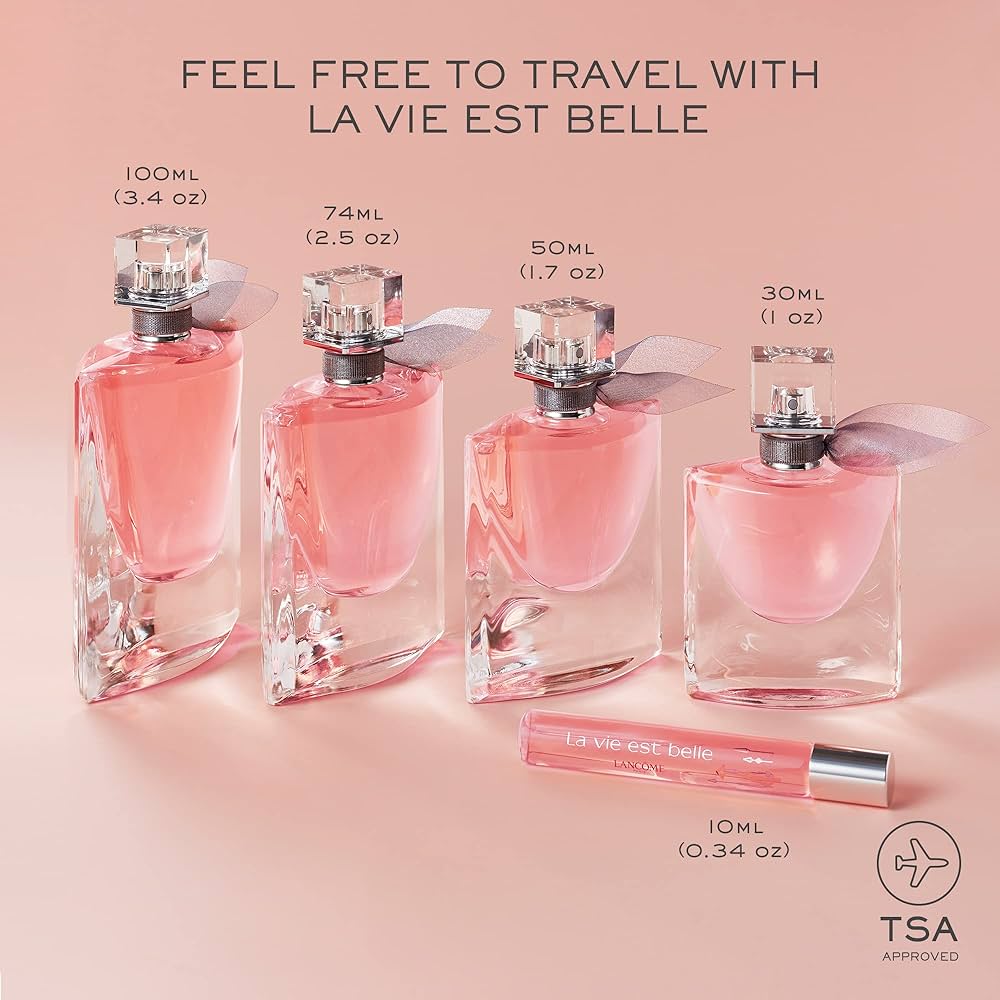 FEEL FREE TO TRAVEL WITH
LA VIE EST BELLE
100ML
(3.4 oz)
74ML
(2.5 oz)
50ML
(1.7 oz)
30ML
(1 oz)
La vie est belle
LANCÔME
10ML
(0.34 oz)
TSA
APPROVED